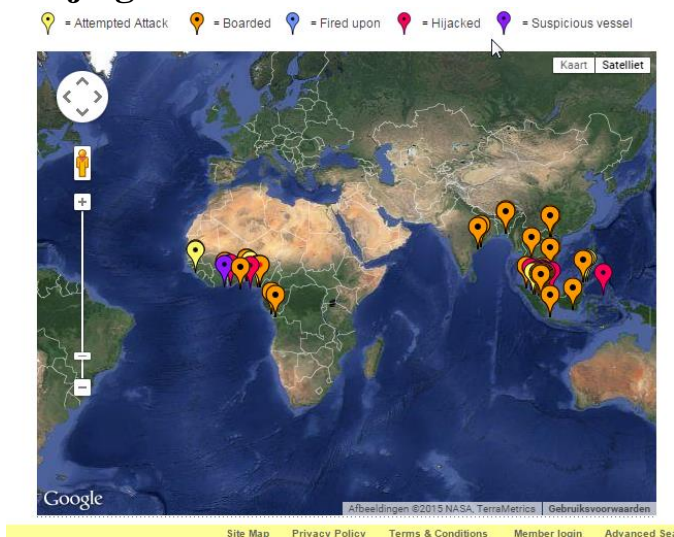 = Attempted Attack = Boarded = Fired upon = Hijacked = Suspicious vessel
Kaart Satelliet
Google
Afbeeldingen ©2015 NASA, TerraMetrics Gebruiksvoorwaarden
Site Map Privacy Policy Terms & Conditions Member login Advanced